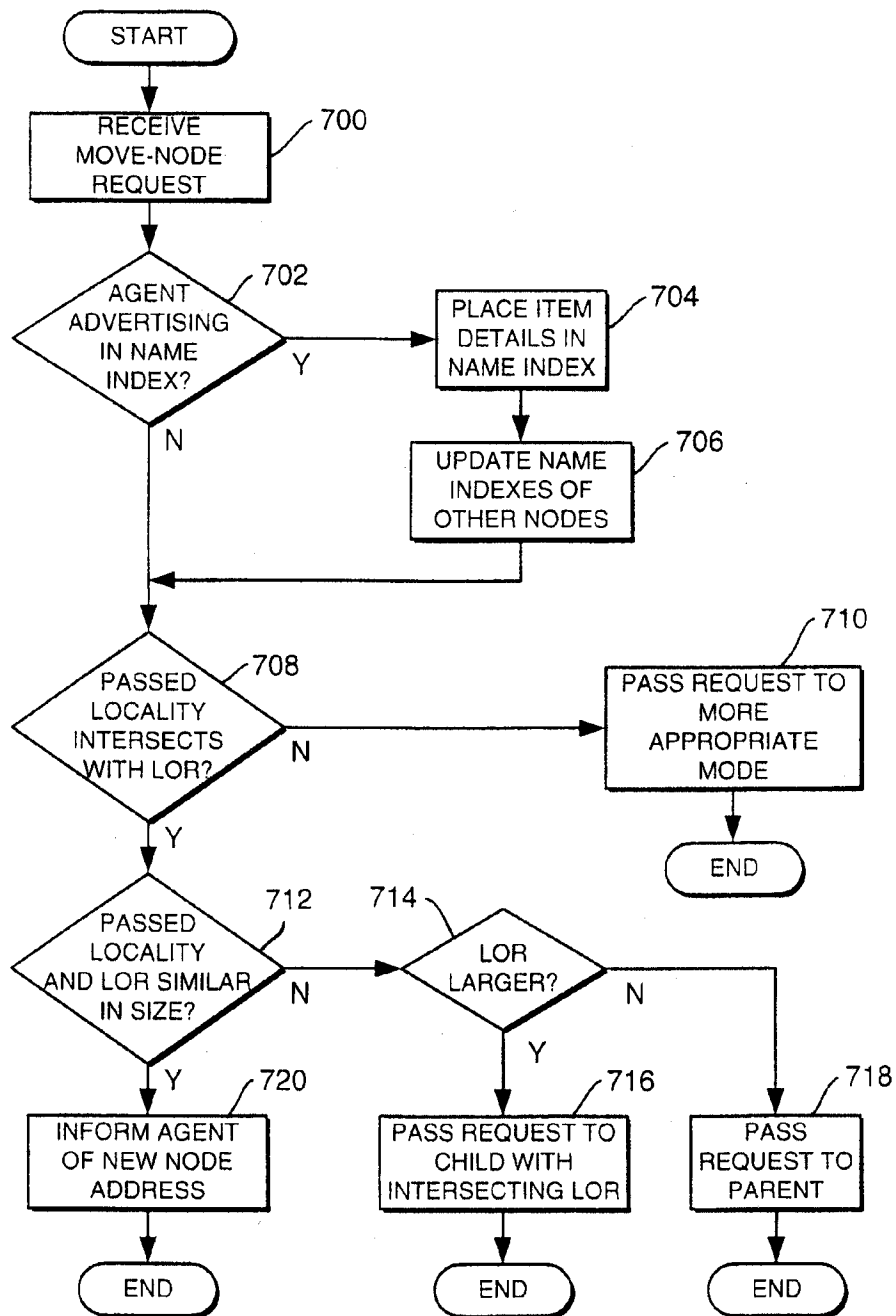 START
RECEIVE
MOVE-NODE
REQUEST
700
AGENT
ADVERTISING
IN NAME
INDEX?
702
Y
N
PLACE ITEM
DETAILS IN
NAME INDEX
704
UPDATE NAME
INDEXES OF
OTHER NODES
706
PASSED
LOCALITY
INTERSECTS
WITH LOR?
708
N
Y
PASS REQUEST TO
MORE
APPROPRIATE
MODE
710
END
PASSED
LOCALITY
AND LOR SIMILAR
IN SIZE?
712
N
Y
LOR
LARGER?
714
N
Y
INFORM AGENT
OF NEW NODE
ADDRESS
720
PASS REQUEST TO
CHILD WITH
INTERSECTING LOR
716
PASS
REQUEST TO
PARENT
718
END
END
END